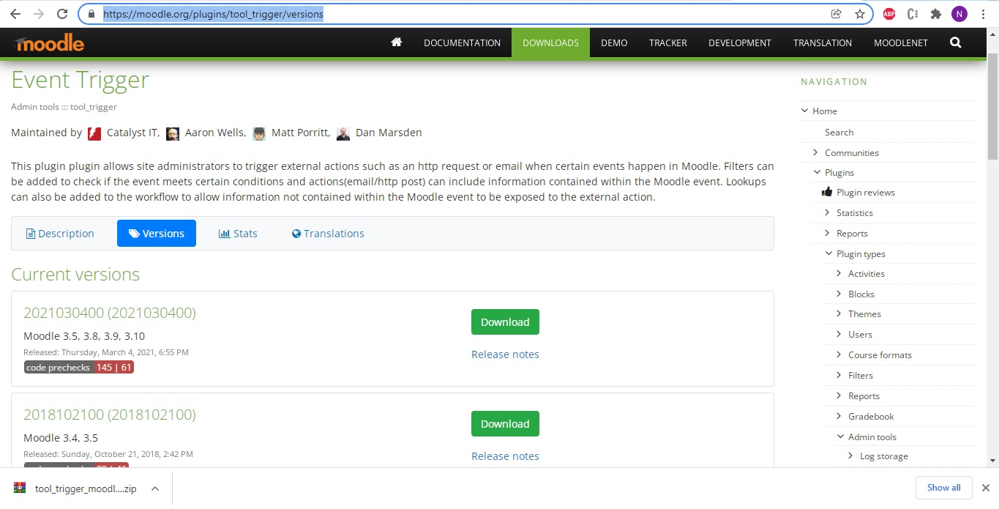 https://moodle.org/plugins/tool_trigger/versions
ABP
N
moodle
DOCUMENTATION
DOWNLOADS
DEMO
TRACKER
DEVELOPMENT
TRANSLATION
MOODLENET
Event Trigger
Admin tools ::: tool_trigger
Maintained by Catalyst IT, Aaron Wells, Matt Porritt, Dan Marsden
This plugin plugin allows site administrators to trigger external actions such as an http request or email when certain events happen in Moodle. Filters can
be added to check if the event meets certain conditions and actions(email/http post) can include information contained within the Moodle event. Lookups
can also be added to the workflow to allow information not contained within the Moodle event to be exposed to the external action.
Description
Versions
Stats
Translations
Current versions
2021030400 (2021030400)
Moodle 3.5, 3.8, 3.9, 3.10
Released: Thursday, March 4, 2021, 6:55 PM
code prechecks 145 | 61
Download
Release notes
2018102100 (2018102100)
Moodle 3.4, 3.5
Released: Sunday, October 21, 2018, 2:42 PM
Download
Release notes
NAVIGATION
Home
Search
Communities
Plugins
Plugin reviews
Statistics
Reports
Plugin types
Activities
Blocks
Themes
Users
Course formats
Filters
Reports
Gradebook
Admin tools
Log storage
tool_trigger_moodl....zip
Show all